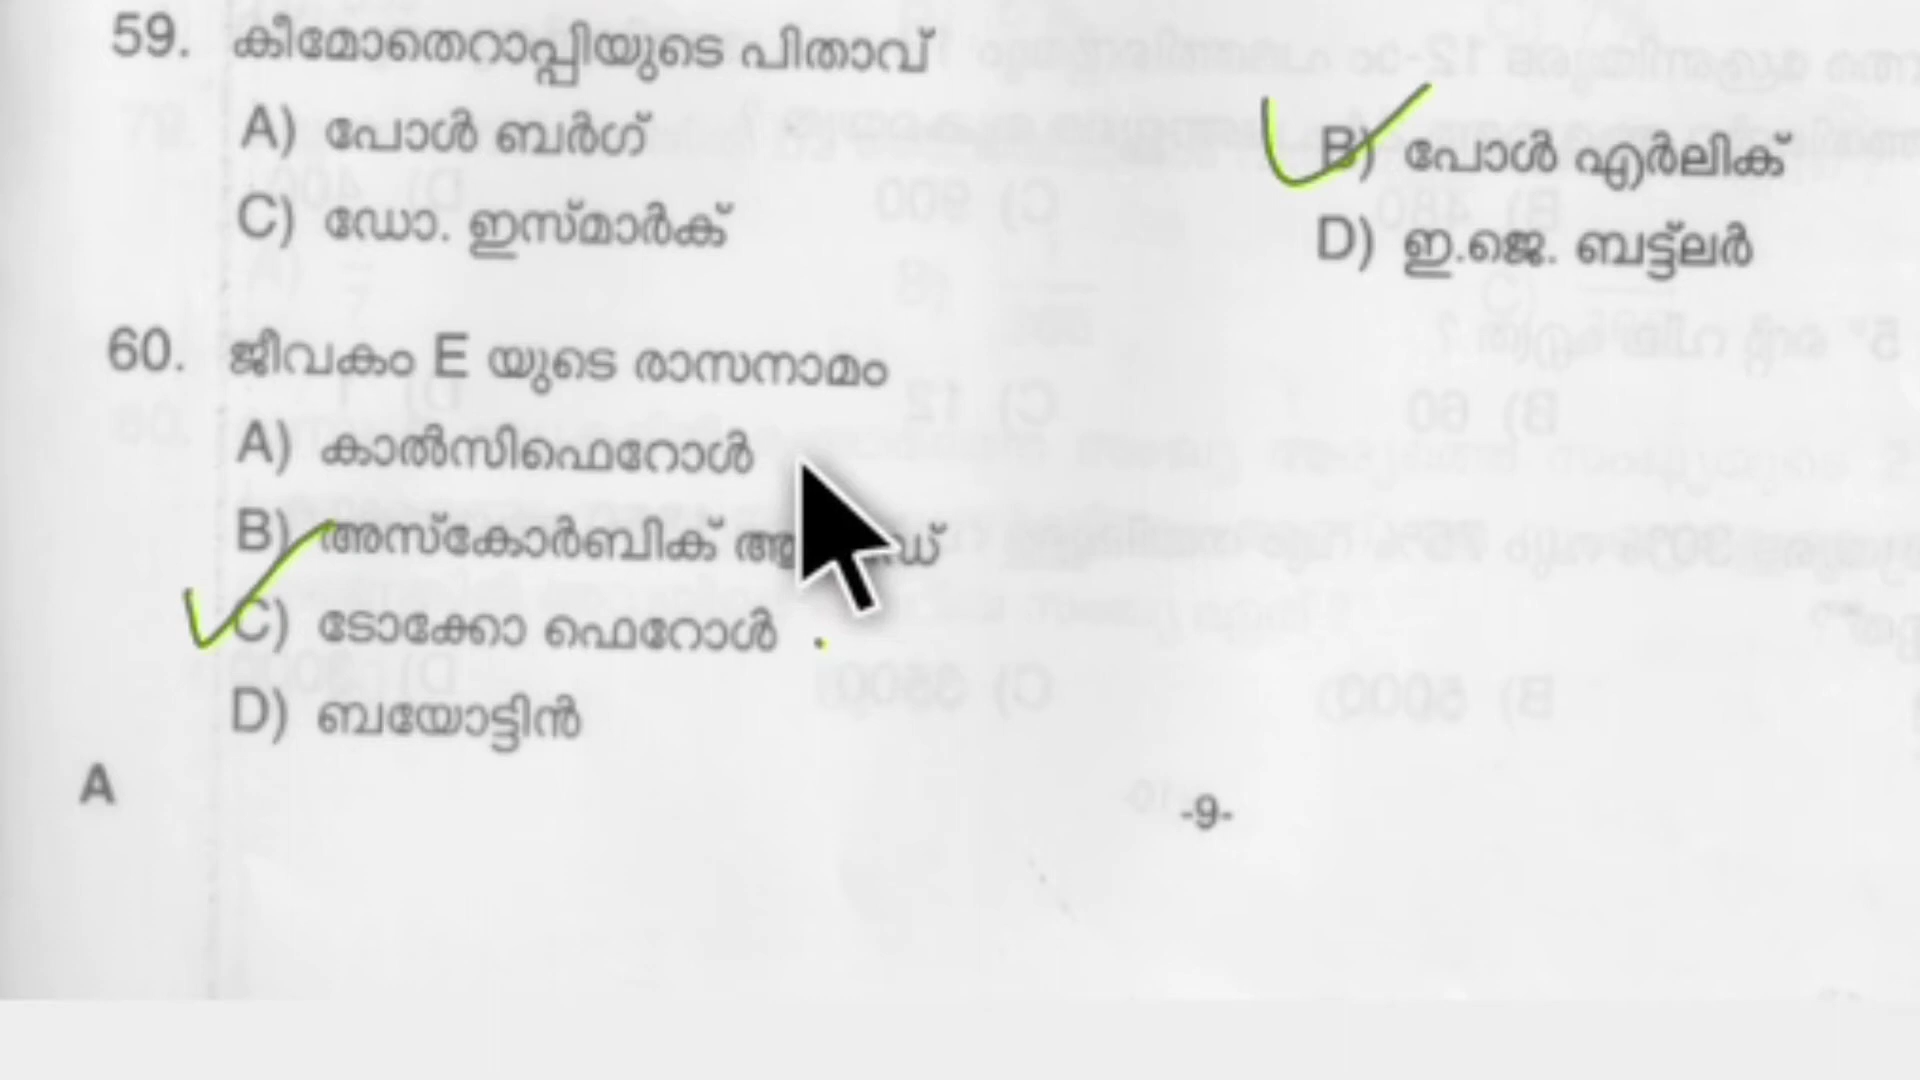 59. കീമോതെറാപ്പിയുടെ പിതാവ്
A) പോൾ ബർഗ്
B) പോൾ എർലിക്
C) ഡോ. ഇസ്മാർക്
D) ഇ.ജെ. ബട്ട്ലർ
60. ജീവകം E യുടെ രാസനാമം
A) കാൽസിഫെറോൾ
B) അസ്കോർബിക്
C) ടോക്കോ ഫെറോൾ
D) ബയോട്ടിൻ
A
-9-